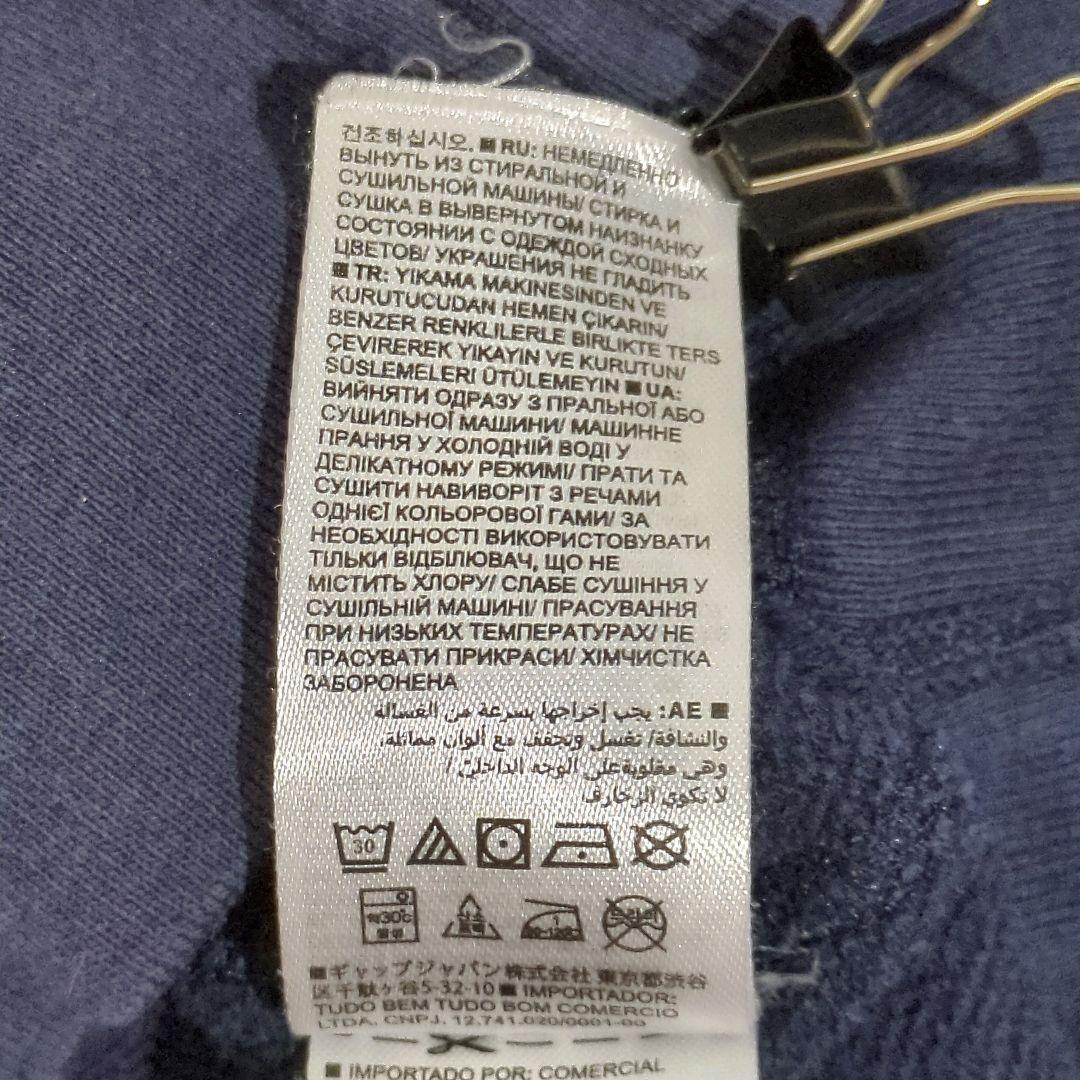 건조하십시오. ■ RU: НЕМЕДЛЕННО
ВЫНУТЬ ИЗ СТИРАЛЬНОЙ И
СУШИЛЬНОЙ МАШИНЫ/ СТИРКА И
СУШКА В ВЫВЕРНУТОМ НАИЗНАНКУ
СОСТОЯНИИ С ОДЕЖДОЙ СХОДНЫХ
ЦВЕТОВ/ УКРАШЕНИЯ НЕ ГЛАДИТЬ
■ TR: YIKAMA MAKINESINDEN VE
KURUTUCUDAN HEMEN ÇIKARIN/
BENZER RENKLILERLE BIRLIKTE TERS
ÇEVIREREK YIKAYIN VE KURUTUN/
SÜSLEMELERI ÜTÜLEMEYIN ■ UA:
ВИЙНЯТИ ОДРАЗУ З ПРАЛЬНОЇ АБО
СУШИЛЬНОЇ МАШИНИ/ МАШИННЕ
ПРАННЯ У ХОЛОДНІЙ ВОДІ У
ДЕЛІКАТНОМУ РЕЖИМІ/ ПРАТИ ТА
СУШИТИ НАВИВОРІТ З РЕЧАМИ
ОДНІЄЇ КОЛЬОРОВОЇ ГАМИ/ ЗА
НЕОБХІДНОСТІ ВИКОРИСТОВУВАТИ
ТІЛЬКИ ВІДБІЛЮВАЧ, ЩО НЕ
МІСТИТЬ ХЛОРУ/ СЛАБЕ СУШІННЯ У
СУШІЛЬНІЙ МАШИНІ/ ПРАСУВАННЯ
ПРИ НИЗЬКИХ ТЕМПЕРАТУРАХ/ НЕ
ПРАСУВАТИ ПРИКРАСИ/ ХІМЧИСТКА
ЗАБОРОНЕНА
■ AE: يجب إخراجها بسرعة من الغسالة
والنشافة/ تغسل وتجفف مع ألوان مماثلة،
وهي مقلوبة على الوجه الداخلي /
لا تكوى الزخارف
30
약30℃
중성
1
■ギャップジャパン株式会社 東京都渋谷
区千駄ヶ谷5-32-10 ■ IMPORTADOR:
TUDO BEM TUDO BOM COMERCIO
LTDA. CNPJ. 12.741.020/0001-00
■ IMPORTADO POR: COMERCIAL